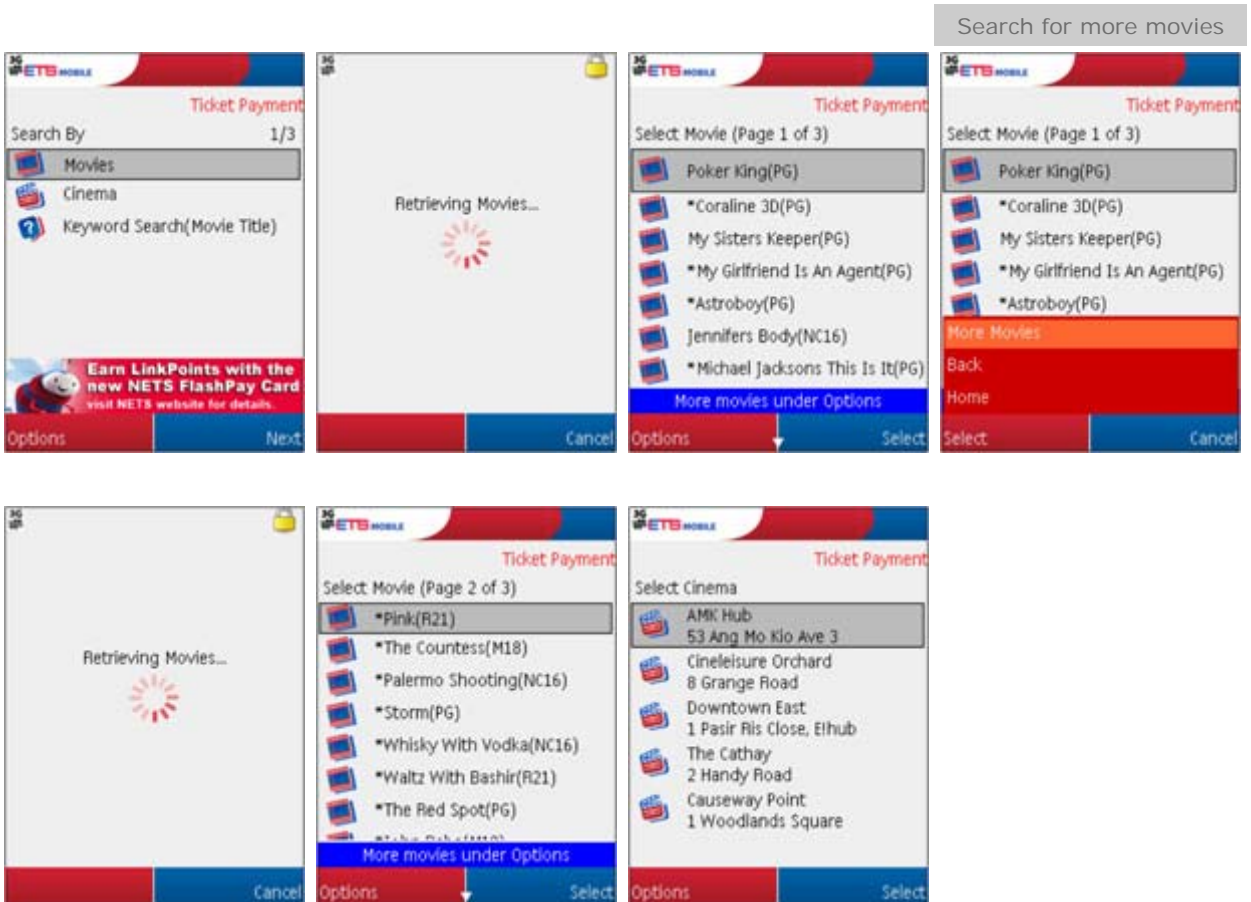 Search for more movies
3G
ETS MOBILE
Ticket Payment
Search By 1/3
Movies
Cinema
Keyword Search(Movie Title)
Earn LinkPoints with the
new NETS FlashPay Card
visit NETS website for details.
Options Next
3G
Retrieving Movies...
Cancel
3G
ETS MOBILE
Ticket Payment
Select Movie (Page 1 of 3)
Poker King(PG)
*Coraline 3D(PG)
My Sisters Keeper(PG)
*My Girlfriend Is An Agent(PG)
*Astroboy(PG)
Jennifers Body(NC16)
*Michael Jacksons This Is It(PG)
More movies under Options
Options Select
3G
ETS MOBILE
Ticket Payment
Select Movie (Page 1 of 3)
Poker King(PG)
*Coraline 3D(PG)
My Sisters Keeper(PG)
*My Girlfriend Is An Agent(PG)
*Astroboy(PG)
More Movies
Back
Home
Select Cancel
3G
Retrieving Movies...
Cancel
3G
ETS MOBILE
Ticket Payment
Select Movie (Page 2 of 3)
*Pink(R21)
*The Countess(M18)
*Palermo Shooting(NC16)
*Storm(PG)
*Whisky With Vodka(NC16)
*Waltz With Bashir(R21)
*The Red Spot(PG)
More movies under Options
Options Select
3G
ETS MOBILE
Ticket Payment
Select Cinema
AMK Hub
53 Ang Mo Kio Ave 3
Cineleisure Orchard
8 Grange Road
Downtown East
1 Pasir Ris Close, E!hub
The Cathay
2 Handy Road
Causeway Point
1 Woodlands Square
Options Select